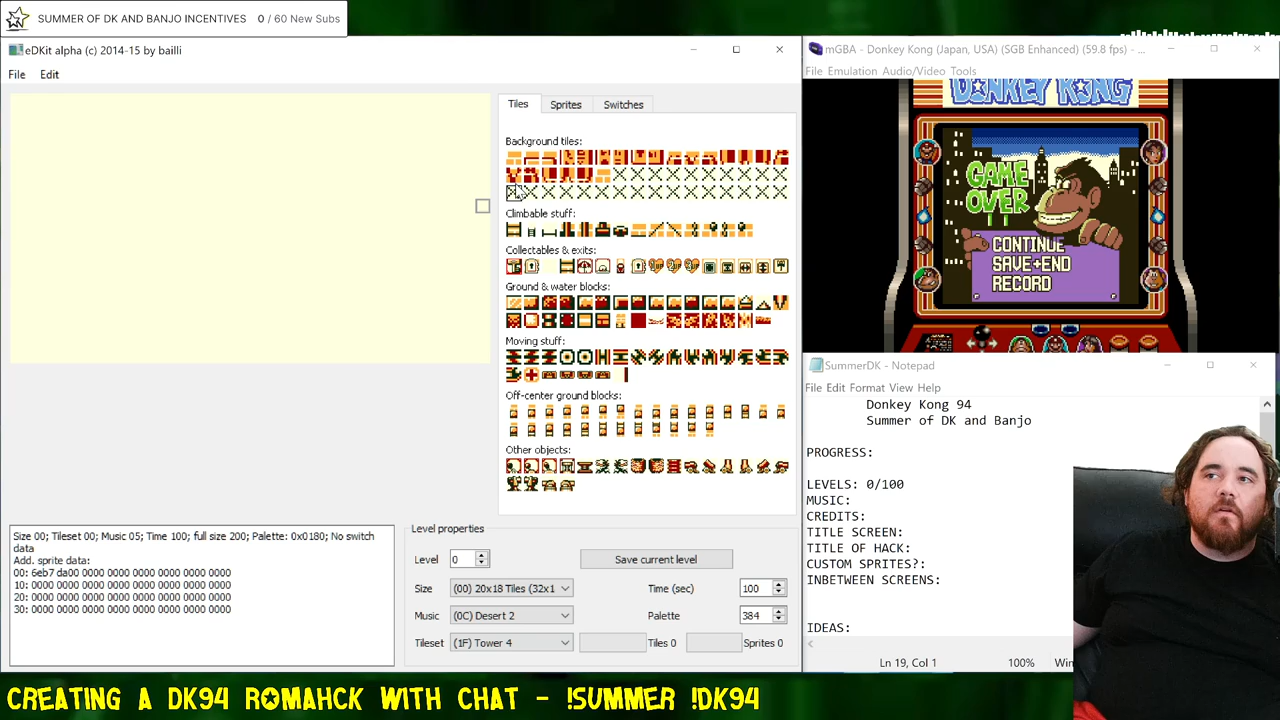 SUMMER OF DK AND BANJO INCENTIVES 0 / 60 New Subs
eDKit alpha (c) 2014-15 by bailli
File Edit
Tiles Sprites Switches
Background tiles:
Climbable stuff:
Collectables & exits:
Ground & water blocks:
Moving stuff:
Off-center ground blocks:
Other objects:
Size 00; Tileset 00; Music 05; Time 100; full size 200; Palette: 0x0180; No switch
data
Add. sprite data:
00: 6eb7 da00 0000 0000 0000 0000 0000 0000
10: 0000 0000 0000 0000 0000 0000 0000 0000
20: 0000 0000 0000 0000 0000 0000 0000 0000
30: 0000 0000 0000 0000 0000 0000 0000 0000
Level properties
Level 0 Save current level
Size (00) 20x18 Tiles (32x1 Time (sec) 100
Music (0C) Desert 2 Palette 384
Tileset (1F) Tower 4 Tiles 0 Sprites 0
mGBA - Donkey Kong (Japan, USA) (SGB Enhanced) (59.8 fps) - ...
File Emulation Audio/Video Tools
DONKEY KONG
GAME
OVER
CONTINUE
SAVE+END
RECORD
SummerDK - Notepad
File Edit Format View Help
Donkey Kong 94
Summer of DK and Banjo
PROGRESS:
LEVELS: 0/100
MUSIC:
CREDITS:
TITLE SCREEN:
TITLE OF HACK:
CUSTOM SPRITES?:
INBETWEEN SCREENS:
IDEAS:
Ln 19, Col 1 100% Win
CREATING A DK94 ROMAHCK WITH CHAT - !SUMMER !DK94